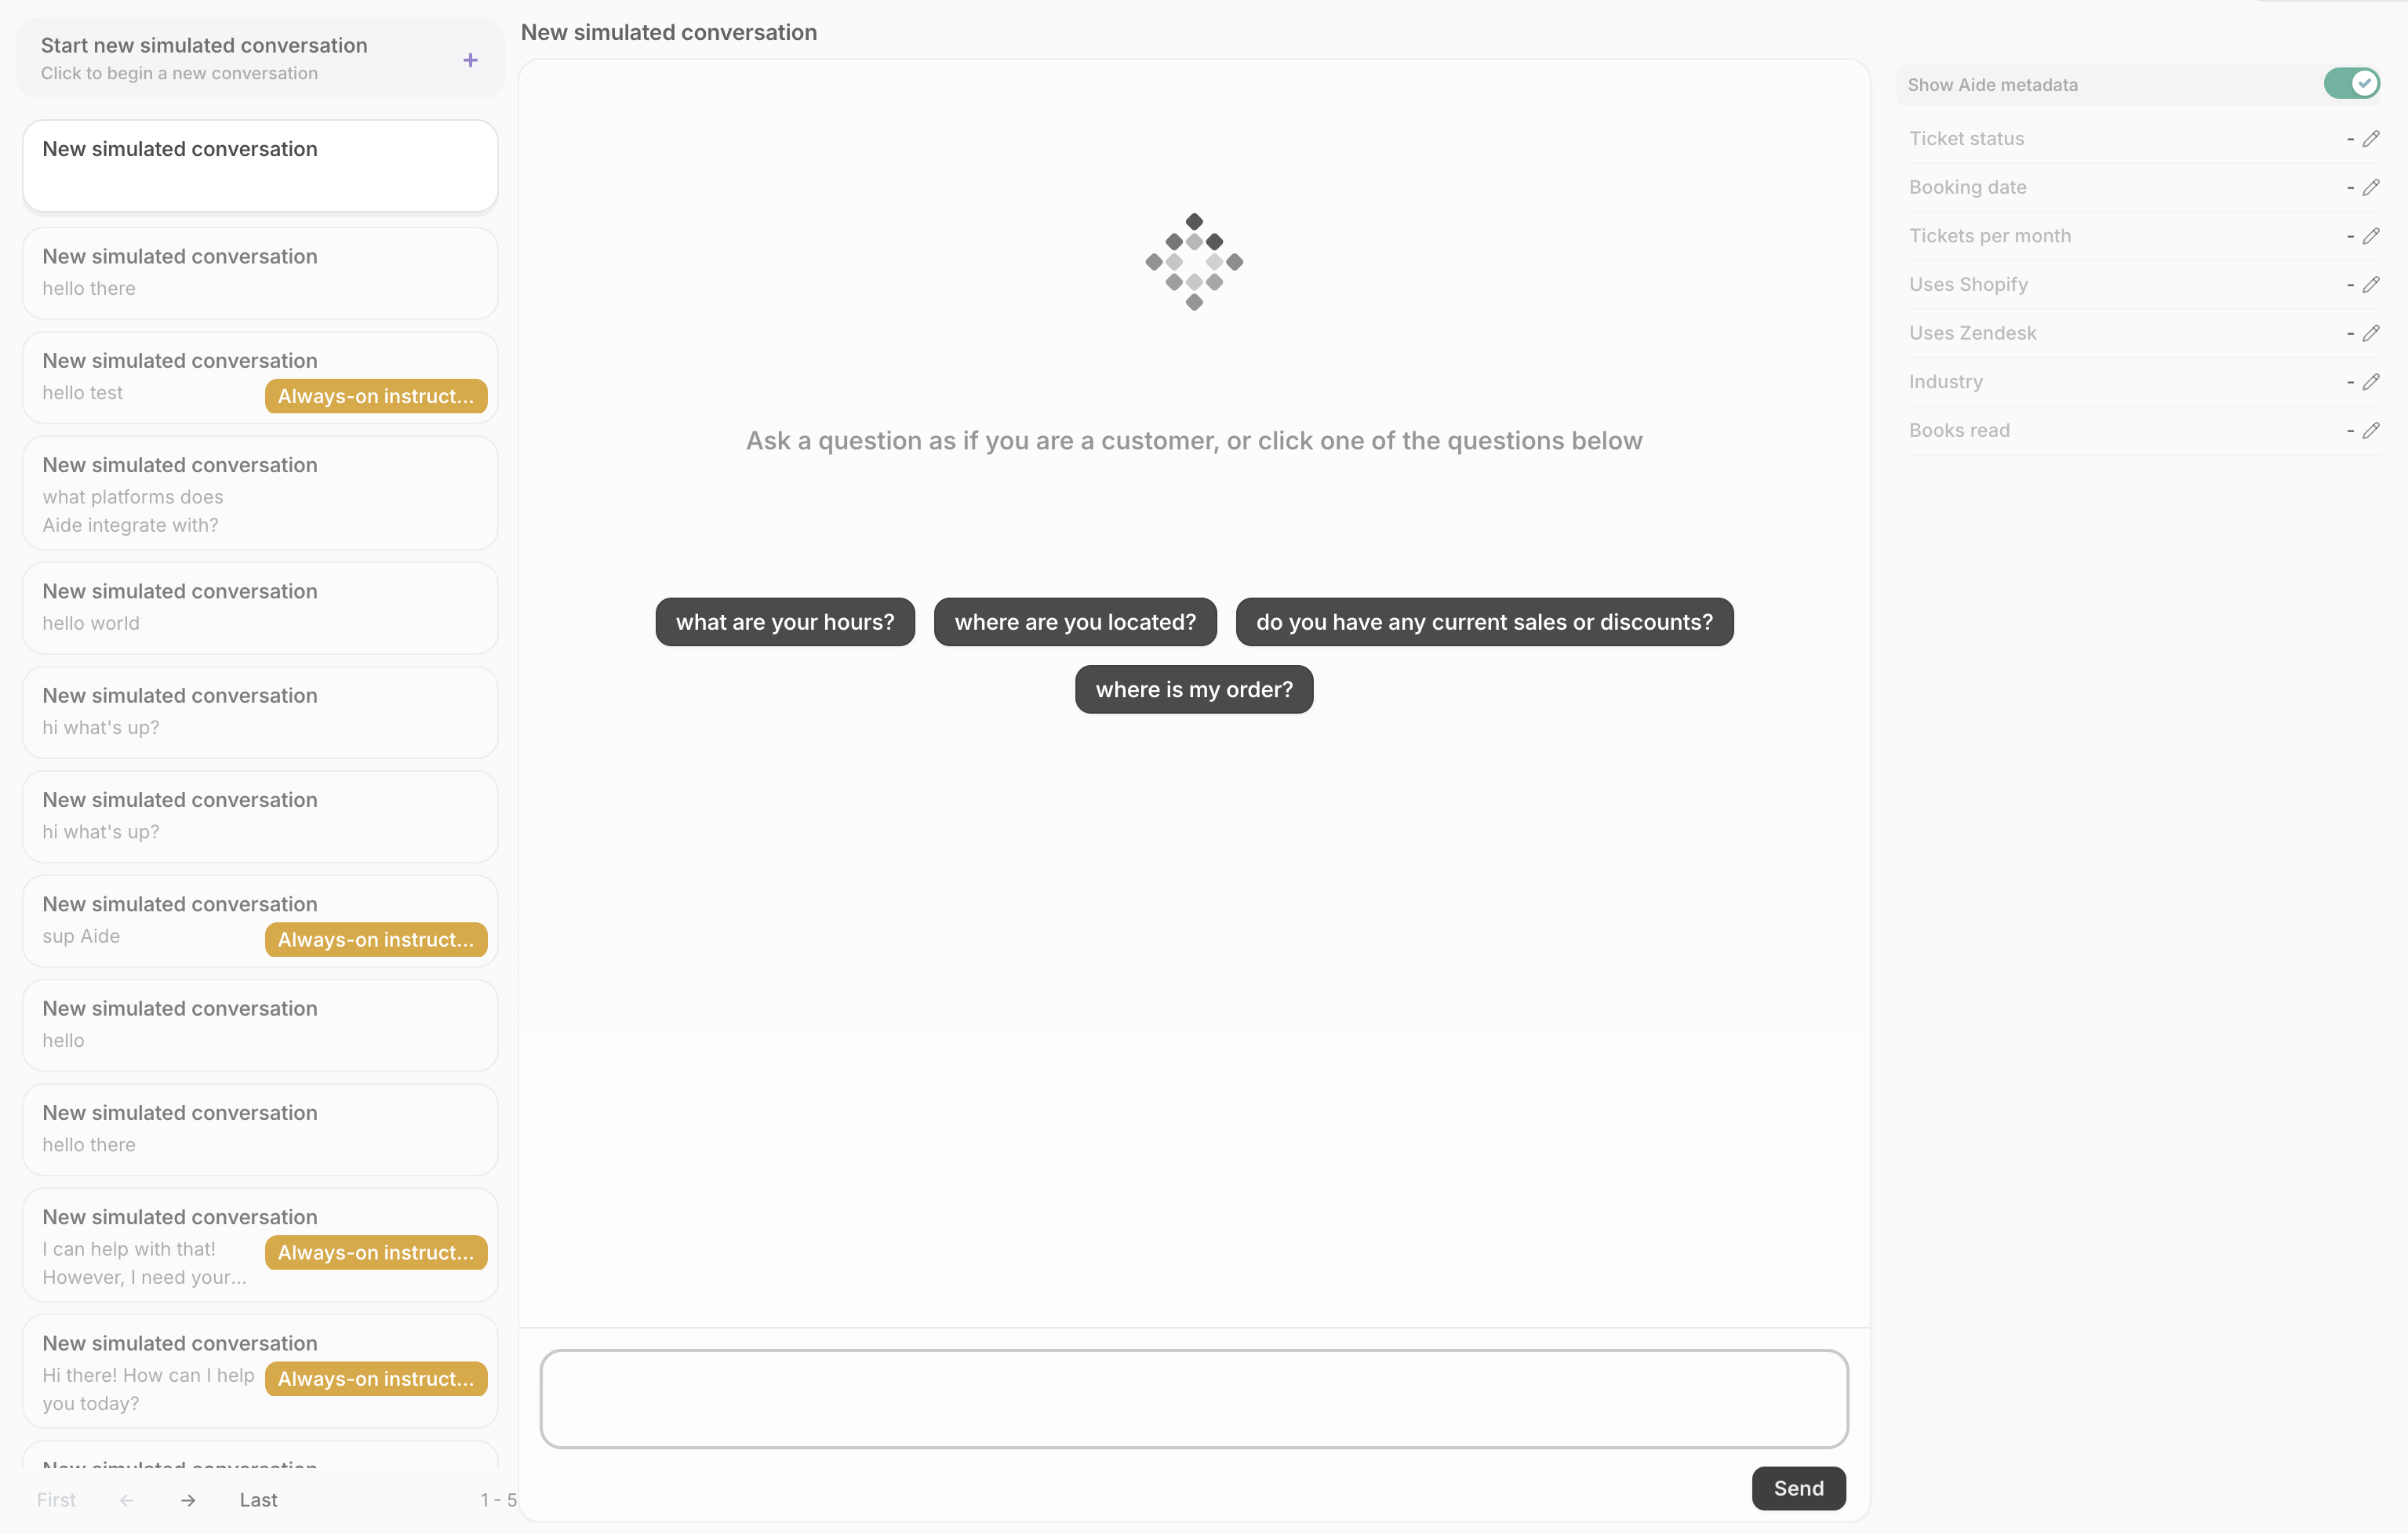 Start new simulated conversation
Click to begin a new conversation
+
New simulated conversation
New simulated conversation
hello there
New simulated conversation
hello test
Always-on instruct...
New simulated conversation
what platforms does
Aide integrate with?
New simulated conversation
hello world
New simulated conversation
hi what's up?
New simulated conversation
hi what's up?
New simulated conversation
sup Aide
Always-on instruct...
New simulated conversation
hello
New simulated conversation
hello there
New simulated conversation
I can help with that!
However, I need your...
Always-on instruct...
New simulated conversation
Hi there! How can I help
you today?
Always-on instruct...
New simulated conversation
First ← → Last 1 - 5
New simulated conversation
Ask a question as if you are a customer, or click one of the questions below
what are your hours?
where are you located?
do you have any current sales or discounts?
where is my order?
Send
Show Aide metadata
Ticket status -
Booking date -
Tickets per month -
Uses Shopify -
Uses Zendesk -
Industry -
Books read -